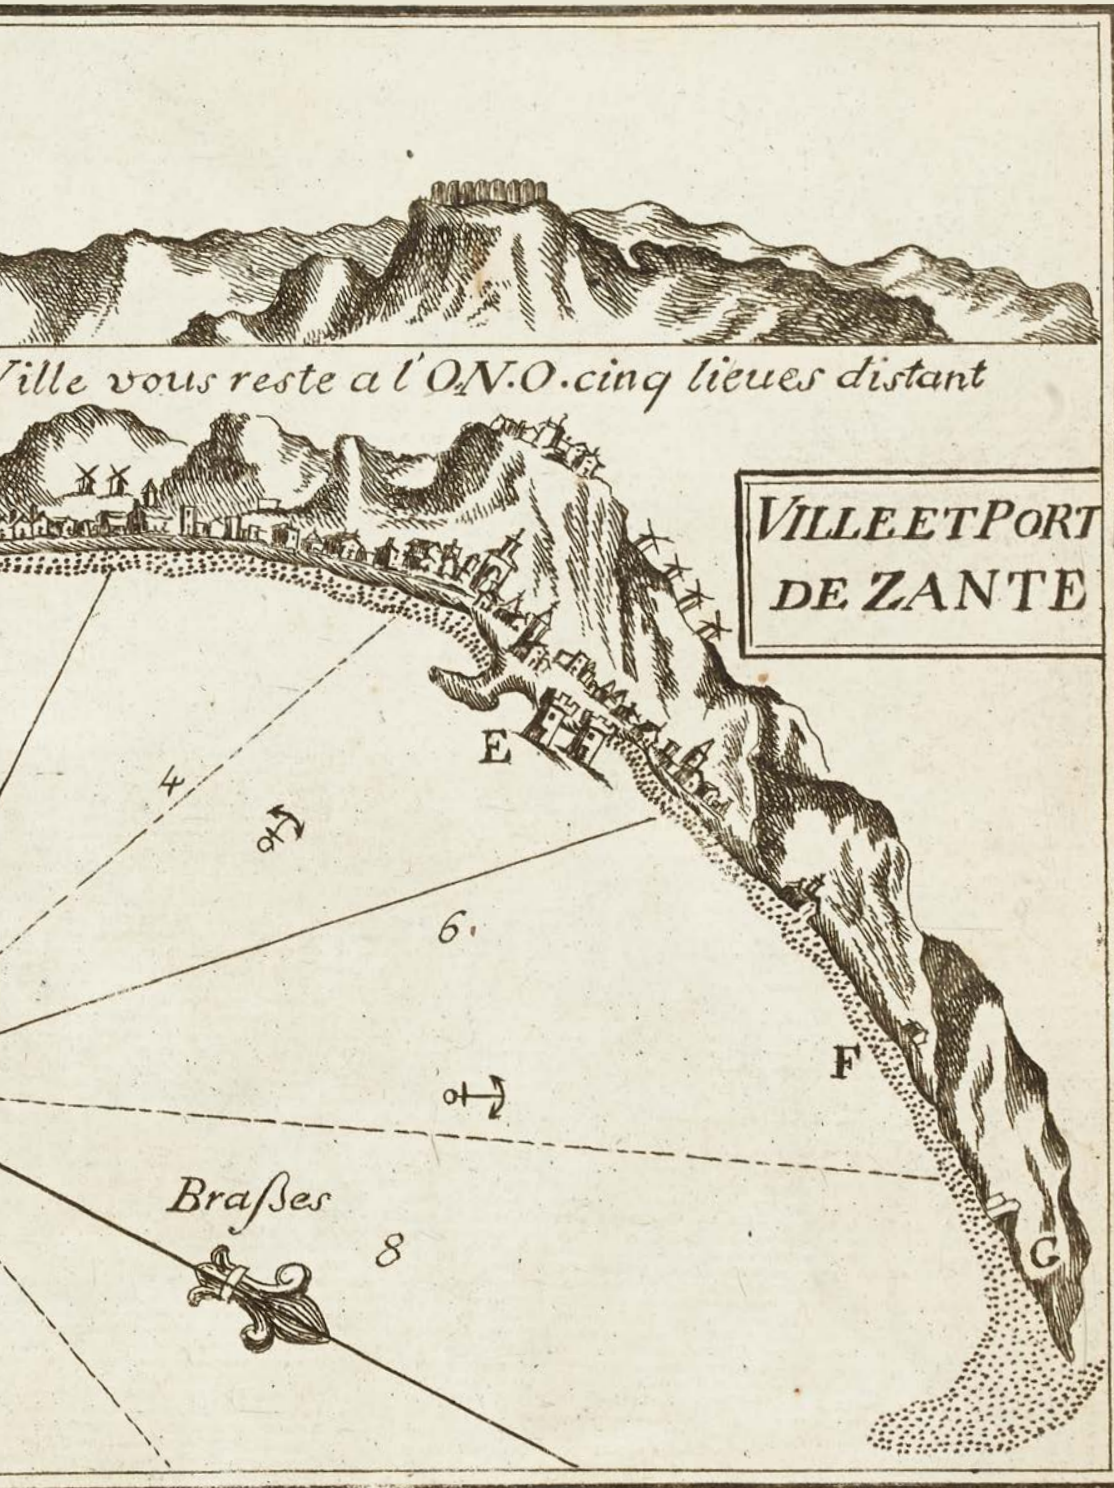 Ville vous reste a l'O.N.O. cinq lieues distant
VILLE ET PORT
DE ZANTE
E
4
6.
F
Braßes
8
G